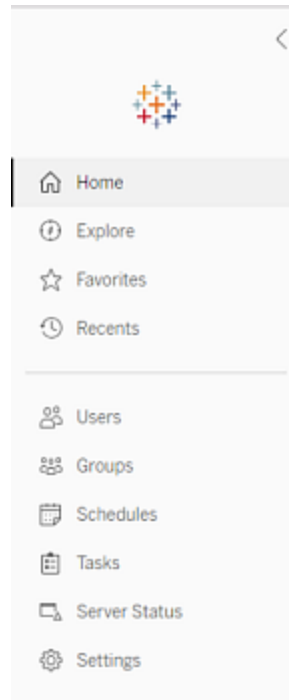 Home
Explore
Favorites
Recents
Users
Groups
Schedules
Tasks
Server Status
Settings